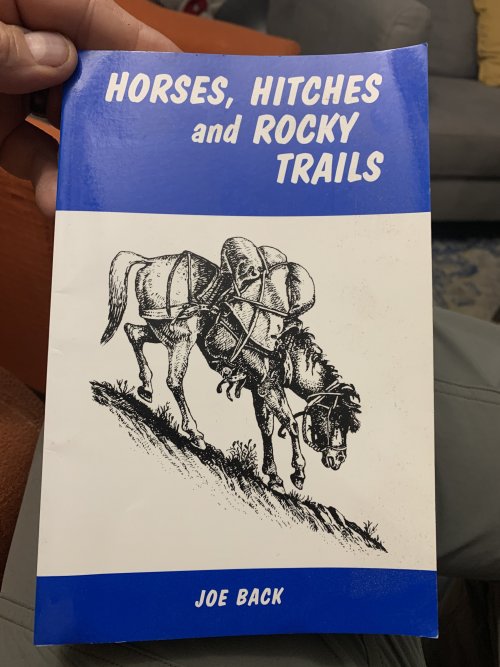 HORSES, HITCHES
and ROCKY
TRAILS
JOE BACK